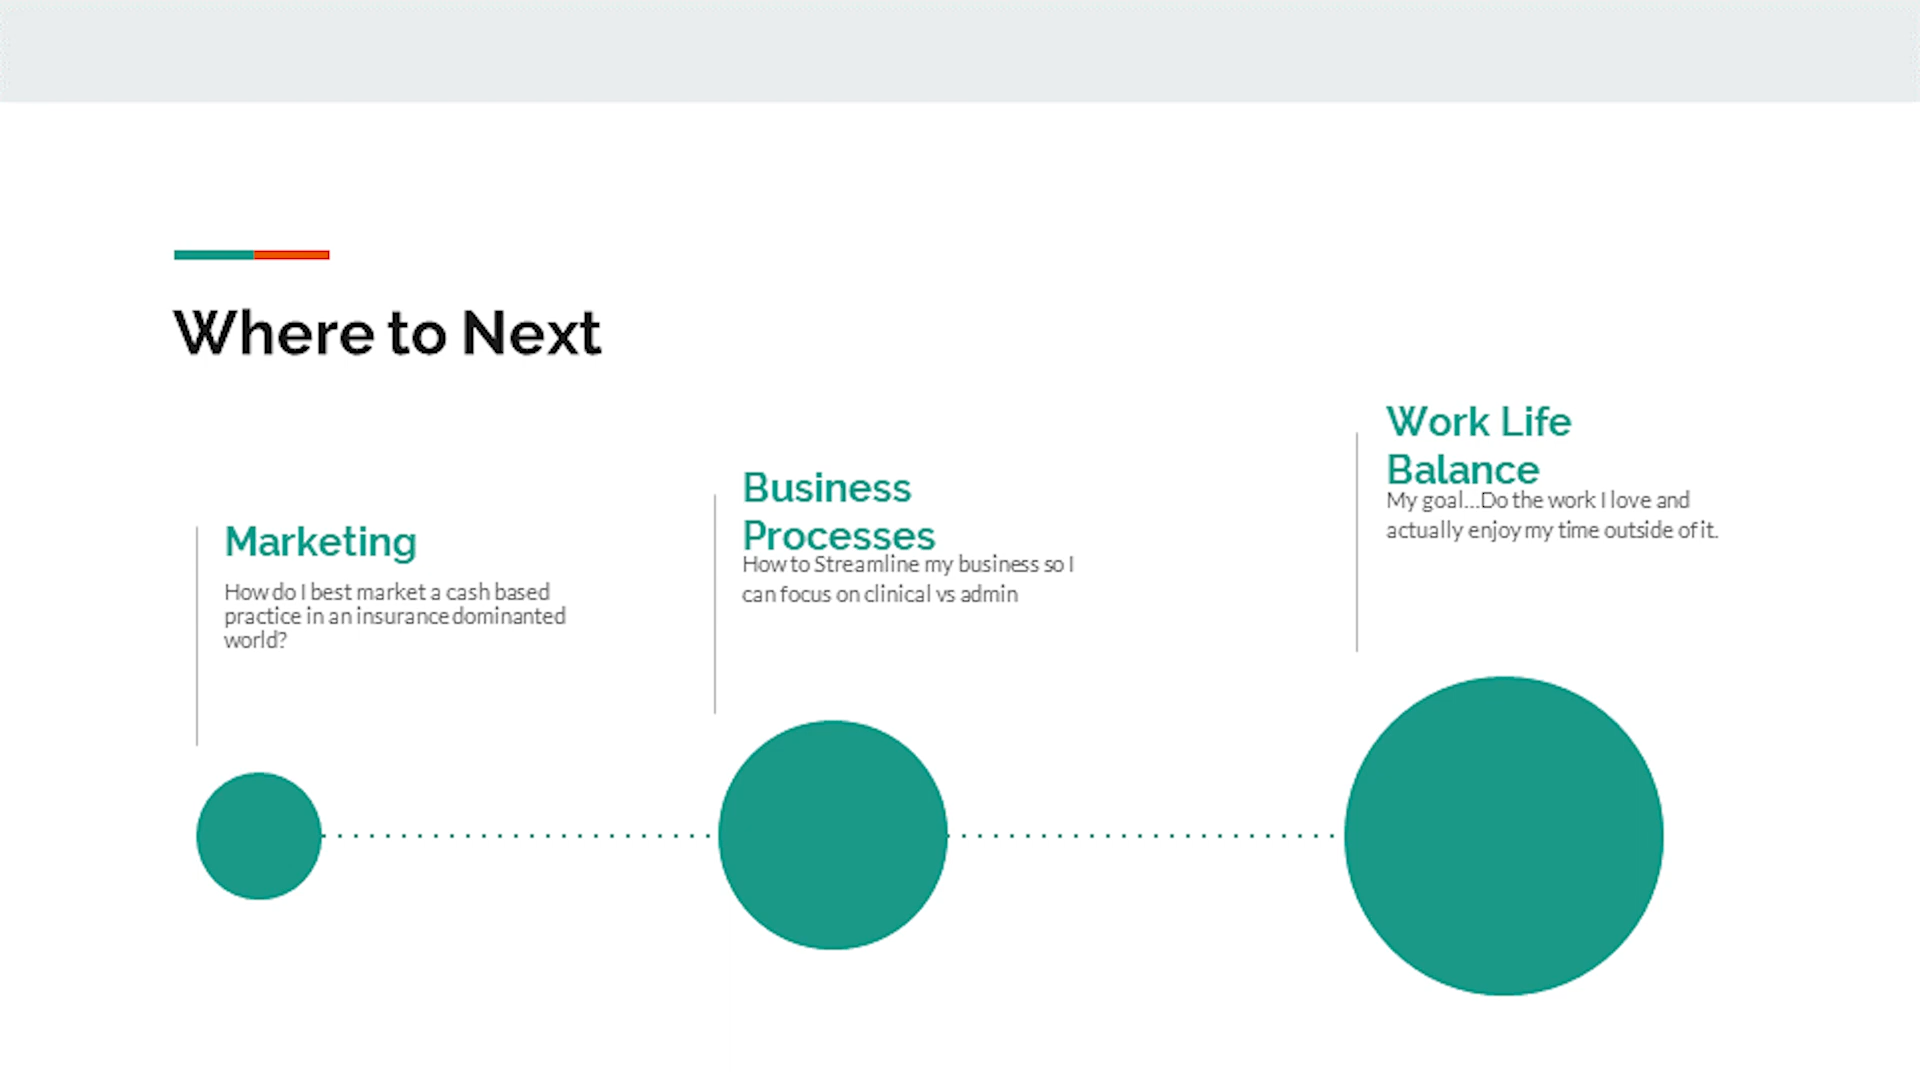 Where to Next
Marketing
How do I best market a cash based
practice in an insurance dominanted
world?
Business
Processes
How to Streamline my business so I
can focus on clinical vs admin
Work Life
Balance
My goal...Do the work I love and
actually enjoy my time outside of it.